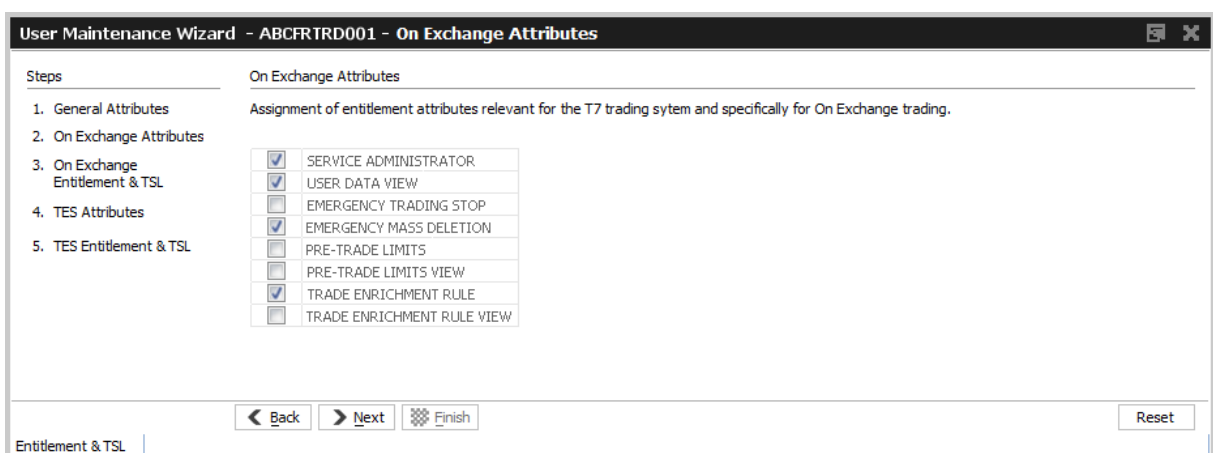 User Maintenance Wizard - ABCFRTRD001 - On Exchange Attributes
Steps
1. General Attributes
2. On Exchange Attributes
3. On Exchange
Entitlement & TSL
4. TES Attributes
5. TES Entitlement & TSL
On Exchange Attributes
Assignment of entitlement attributes relevant for the T7 trading sytem and specifically for On Exchange trading.
SERVICE ADMINISTRATOR
USER DATA VIEW
EMERGENCY TRADING STOP
EMERGENCY MASS DELETION
PRE-TRADE LIMITS
PRE-TRADE LIMITS VIEW
TRADE ENRICHMENT RULE
TRADE ENRICHMENT RULE VIEW
Back Next Finish Reset
Entitlement & TSL